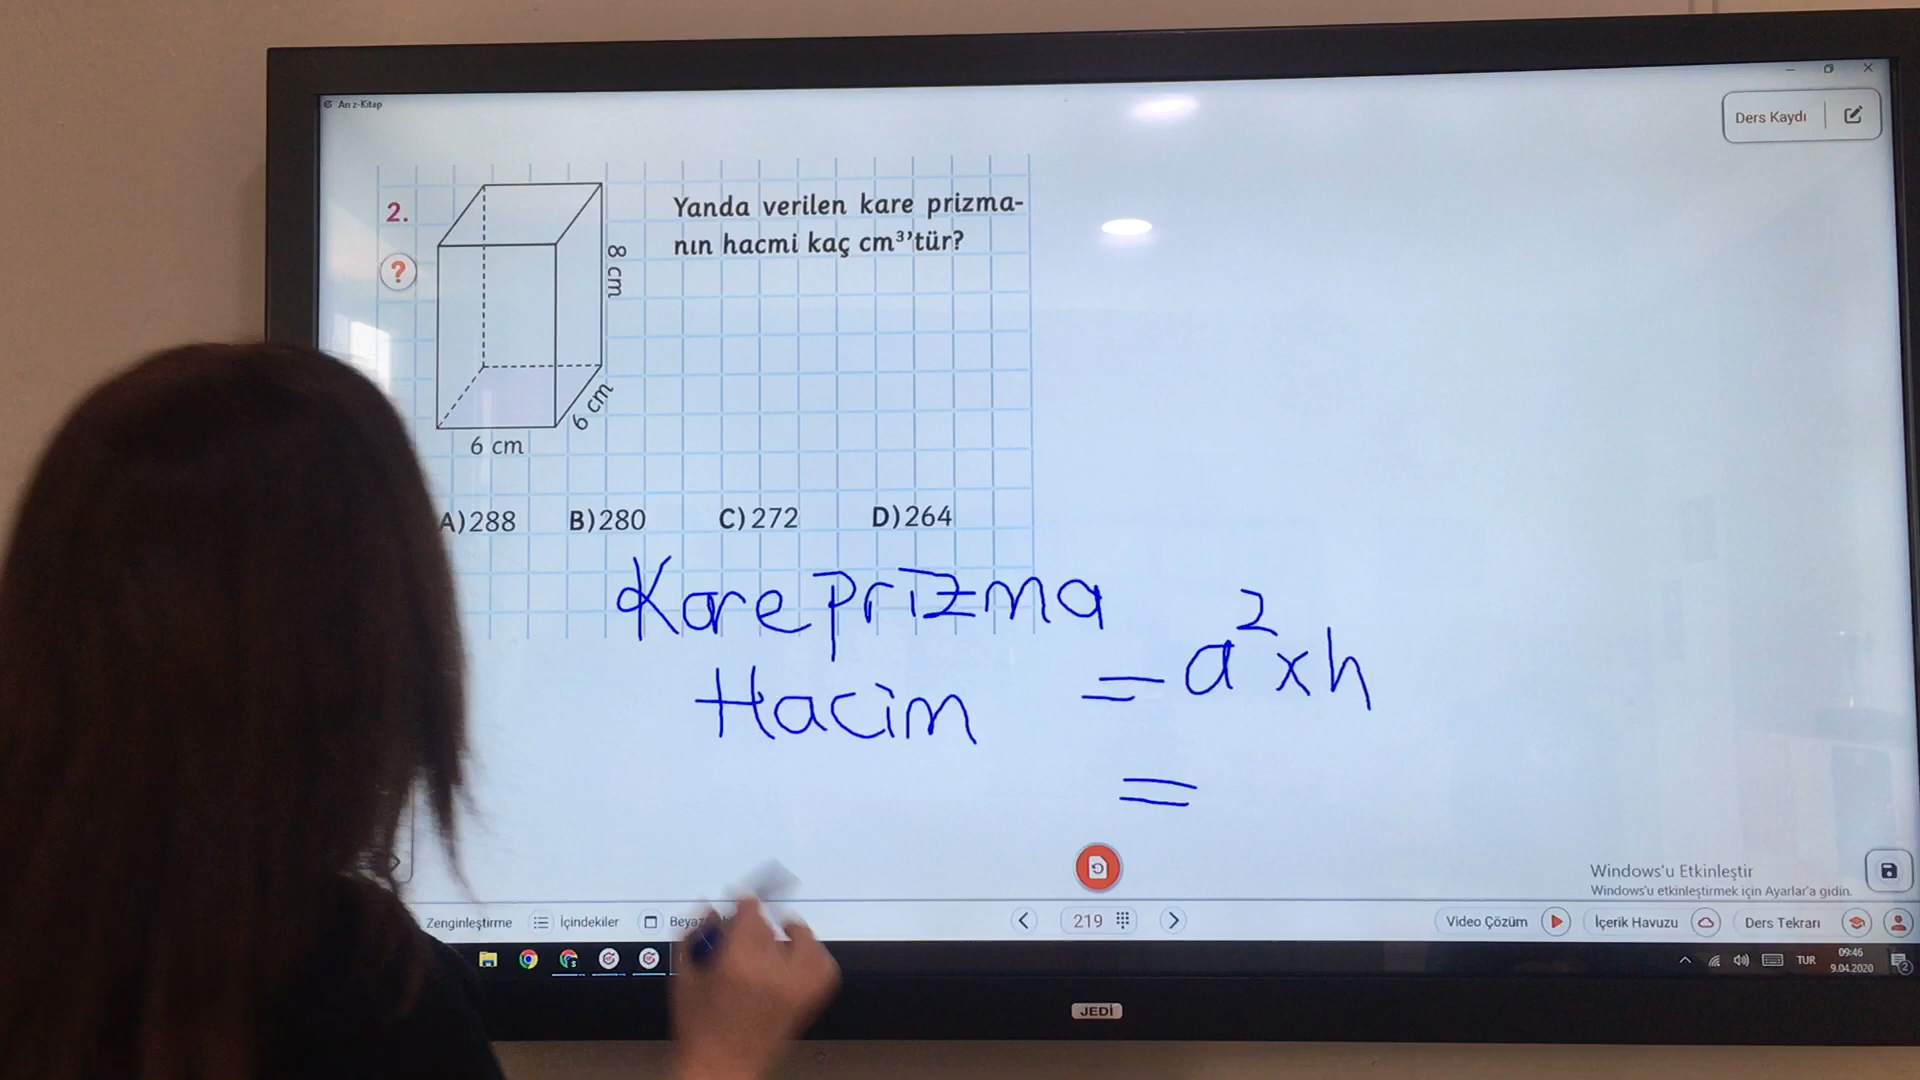 Arı z-Kitap
Ders Kaydı
2.
Yanda verilen kare prizma-
nın hacmi kaç cm³'tür?
?
8 cm
6 cm
6 cm
A) 288 B) 280 C) 272 D) 264
Kare prizma
Hacim = a² x h
=
Windows'u Etkinleştir
Windows'u etkinleştirmek için Ayarlar'a gidin.
Zenginleştirme İçindekiler 219 Video Çözüm İçerik Havuzu Ders Tekrarı
TUR 09:46
9.04.2020
2
JEDİ